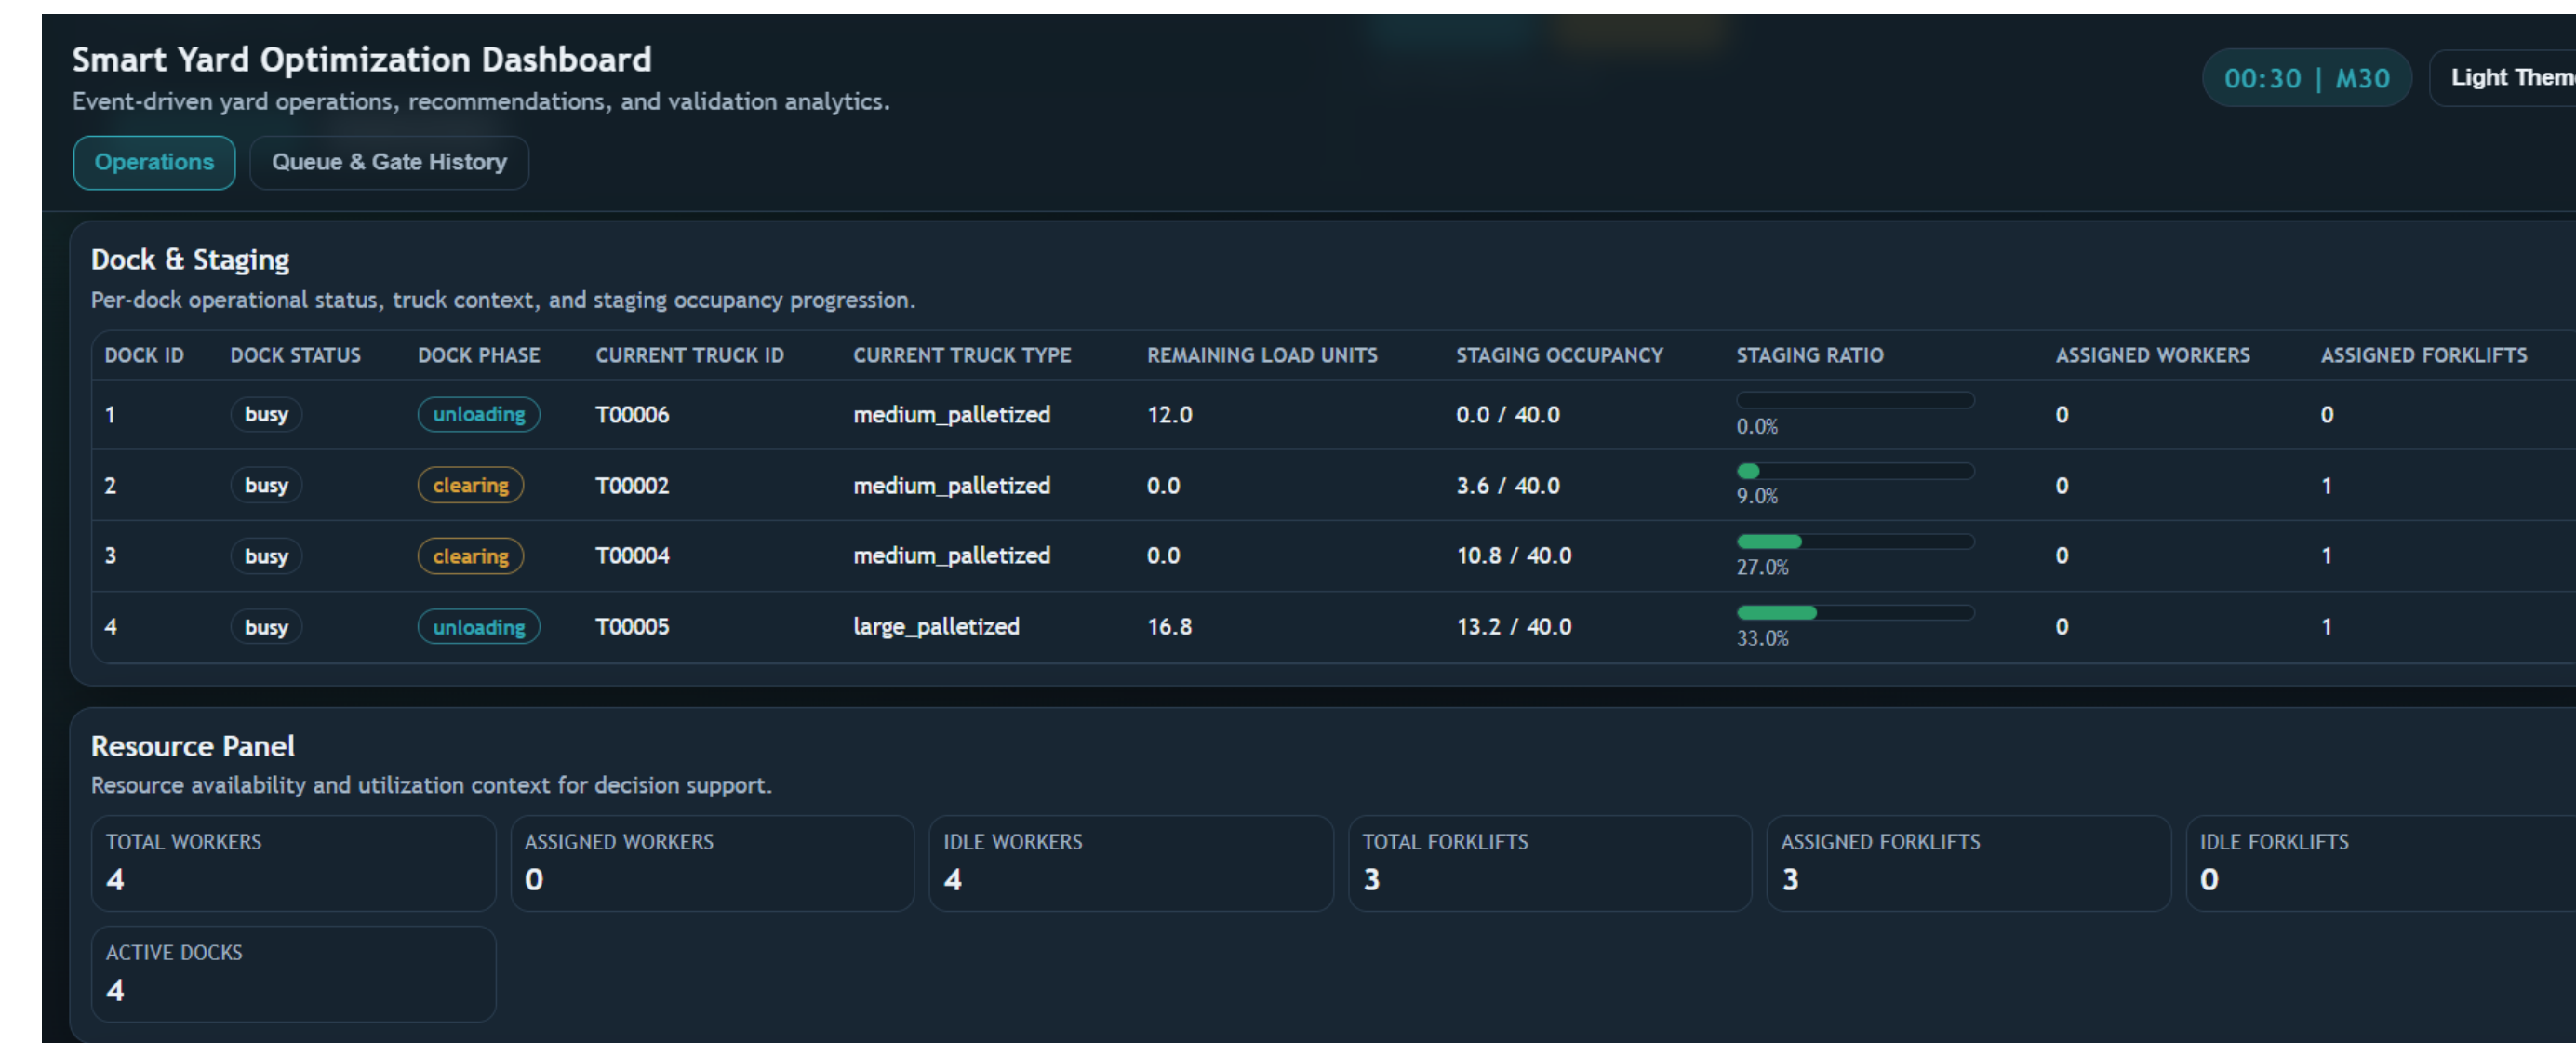 Smart Yard Optimization Dashboard
Event-driven yard operations, recommendations, and validation analytics.
00:30 | M30
Light Them
Operations
Queue & Gate History
Dock & Staging
Per-dock operational status, truck context, and staging occupancy progression.
DOCK ID DOCK STATUS DOCK PHASE CURRENT TRUCK ID CURRENT TRUCK TYPE REMAINING LOAD UNITS STAGING OCCUPANCY STAGING RATIO ASSIGNED WORKERS ASSIGNED FORKLIFTS
1 busy unloading T00006 medium_palletized 12.0 0.0 / 40.0 0.0% 0 0
2 busy clearing T00002 medium_palletized 0.0 3.6 / 40.0 9.0% 0 1
3 busy clearing T00004 medium_palletized 0.0 10.8 / 40.0 27.0% 0 1
4 busy unloading T00005 large_palletized 16.8 13.2 / 40.0 33.0% 0 1
Resource Panel
Resource availability and utilization context for decision support.
TOTAL WORKERS
4
ASSIGNED WORKERS
0
IDLE WORKERS
4
TOTAL FORKLIFTS
3
ASSIGNED FORKLIFTS
3
IDLE FORKLIFTS
0
ACTIVE DOCKS
4